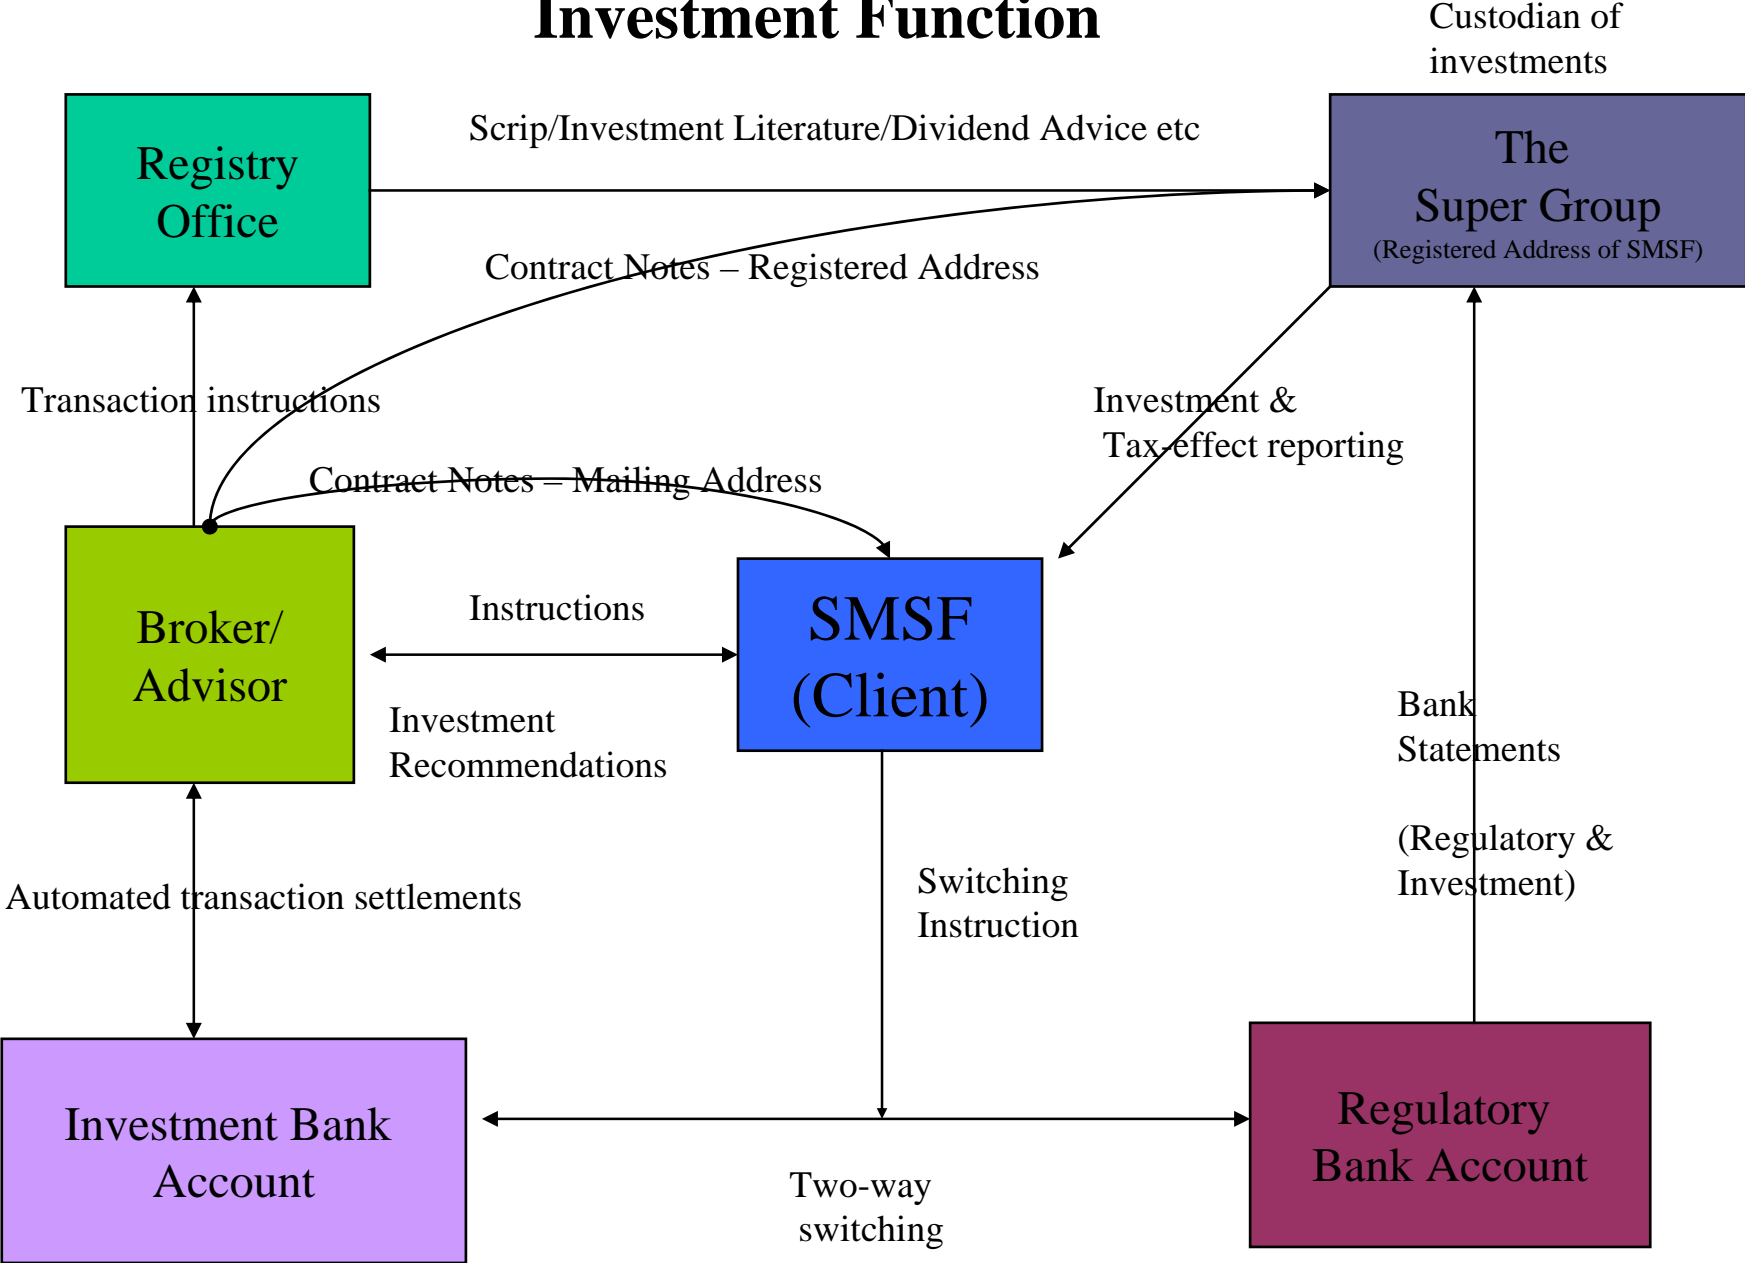 Investment Function
Custodian of
investments
Registry
Office
Scrip/Investment Literature/Dividend Advice etc
The
Super Group
(Registered Address of SMSF)
Contract Notes – Registered Address
Transaction instructions
Investment &
Tax-effect reporting
Contract Notes – Mailing Address
Broker/
Advisor
Instructions
SMSF
(Client)
Investment
Recommendations
Bank
Statements
(Regulatory &
Investment)
Automated transaction settlements
Switching
Instruction
Investment Bank
Account
Regulatory
Bank Account
Two-way
switching